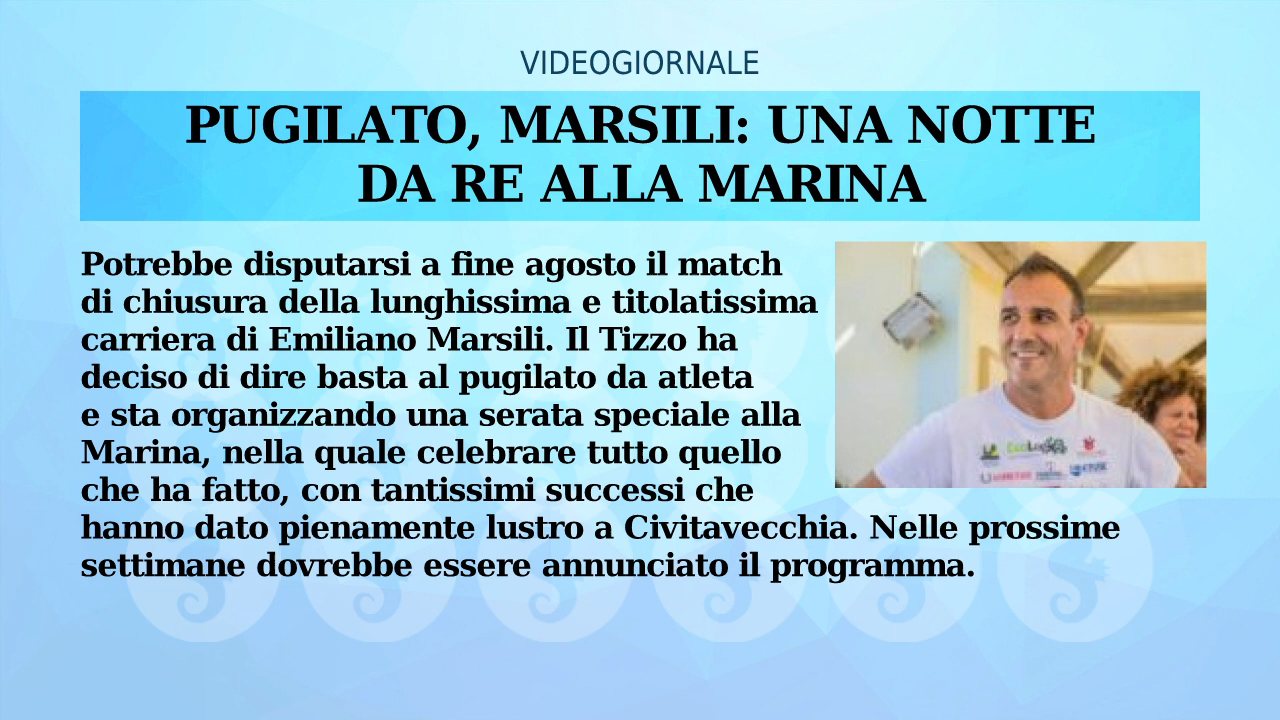 VIDEOGIORNALE
PUGILATO, MARSILI: UNA NOTTE
DA RE ALLA MARINA
Potrebbe disputarsi a fine agosto il match
di chiusura della lunghissima e titolatissima
carriera di Emiliano Marsili. Il Tizzo ha
deciso di dire basta al pugilato da atleta
e sta organizzando una serata speciale alla
Marina, nella quale celebrare tutto quello
che ha fatto, con tantissimi successi che
hanno dato pienamente lustro a Civitavecchia. Nelle prossime
settimane dovrebbe essere annunciato il programma.